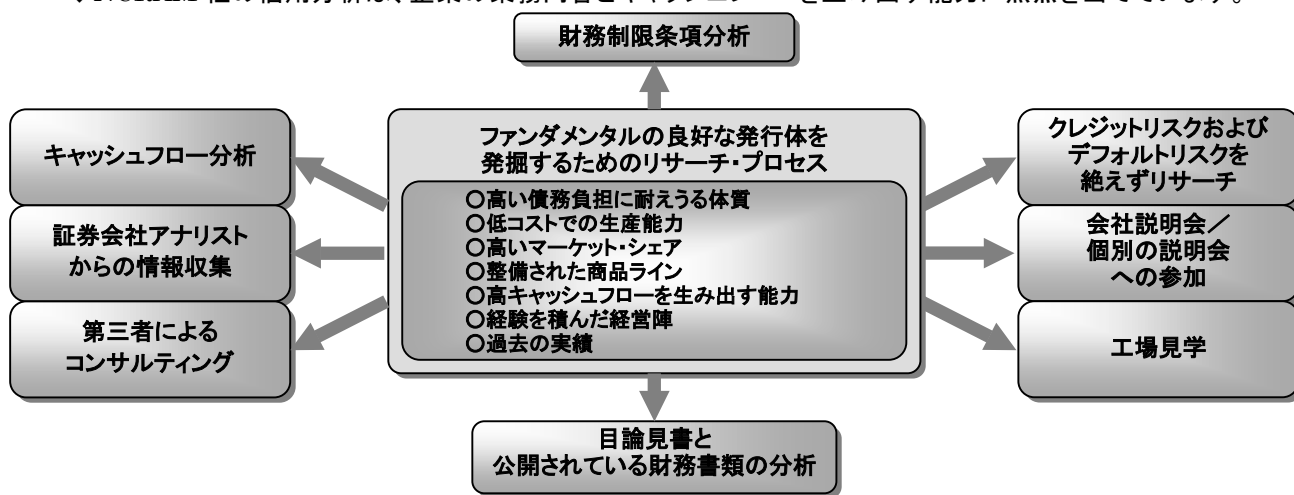 財務制限条項分析
キャッシュフロー分析
証券会社アナリスト
からの情報収集
第三者による
コンサルティング
ファンダメンタルの良好な発行体を
発掘するためのリサーチ・プロセス
○高い債務負担に耐えうる体質
○低コストでの生産能力
○高いマーケット・シェア
○整備された商品ライン
○高キャッシュフローを生み出す能力
○経験を積んだ経営陣
○過去の実績
クレジットリスクおよび
デフォルトリスクを
絶えずリサーチ
会社説明会/
個別の説明会
への参加
工場見学
目論見書と
公開されている財務書類の分析